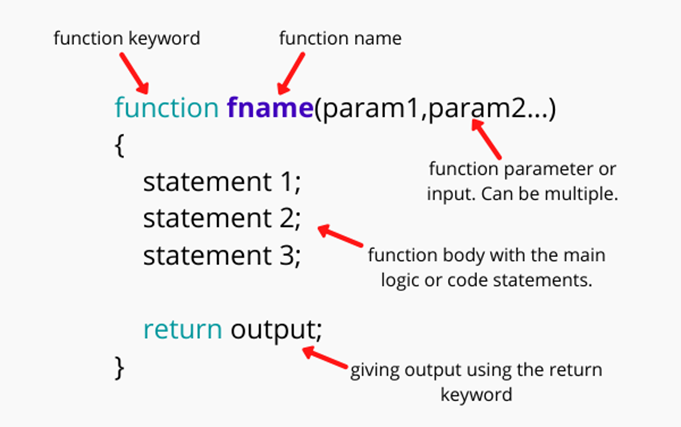 function keyword
function name
function fname(param1,param2...)
{
function parameter or
input. Can be multiple.
statement 1;
statement 2;
statement 3;
function body with the main
logic or code statements.
return output;
}
giving output using the return
keyword